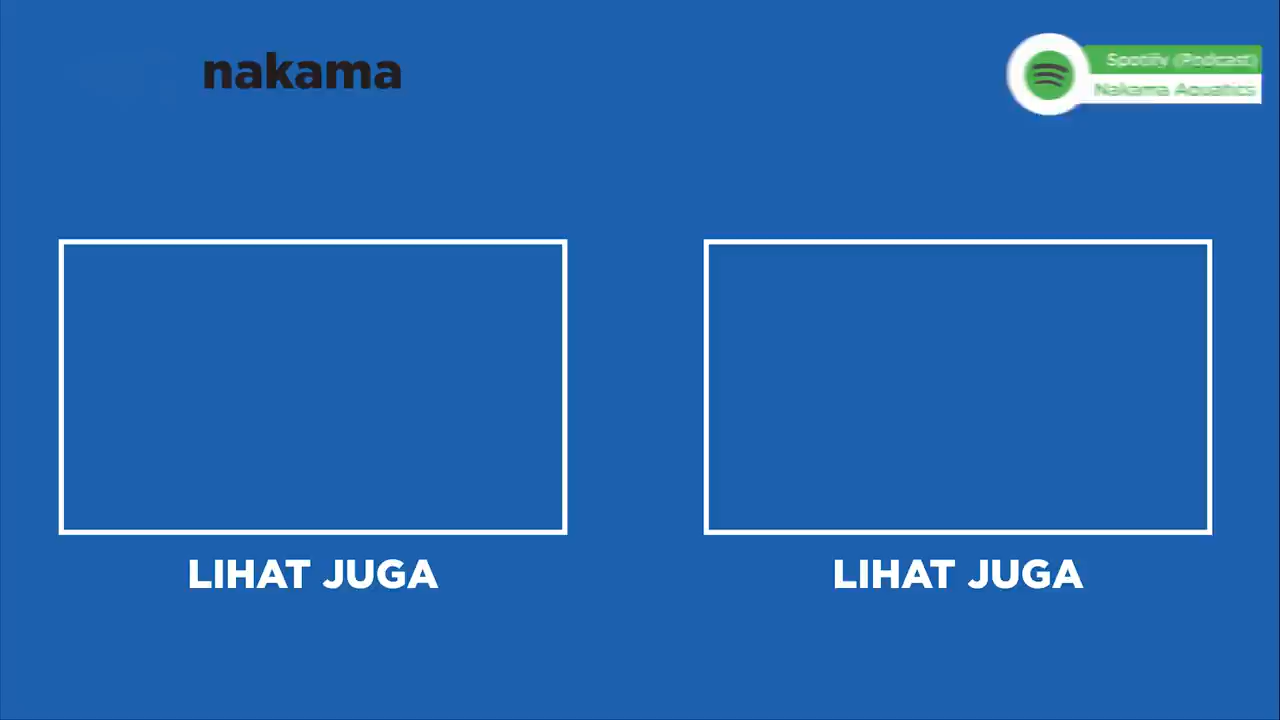 nakama
Spotify (Podcast)
Nakama Aquatics
LIHAT JUGA
LIHAT JUGA